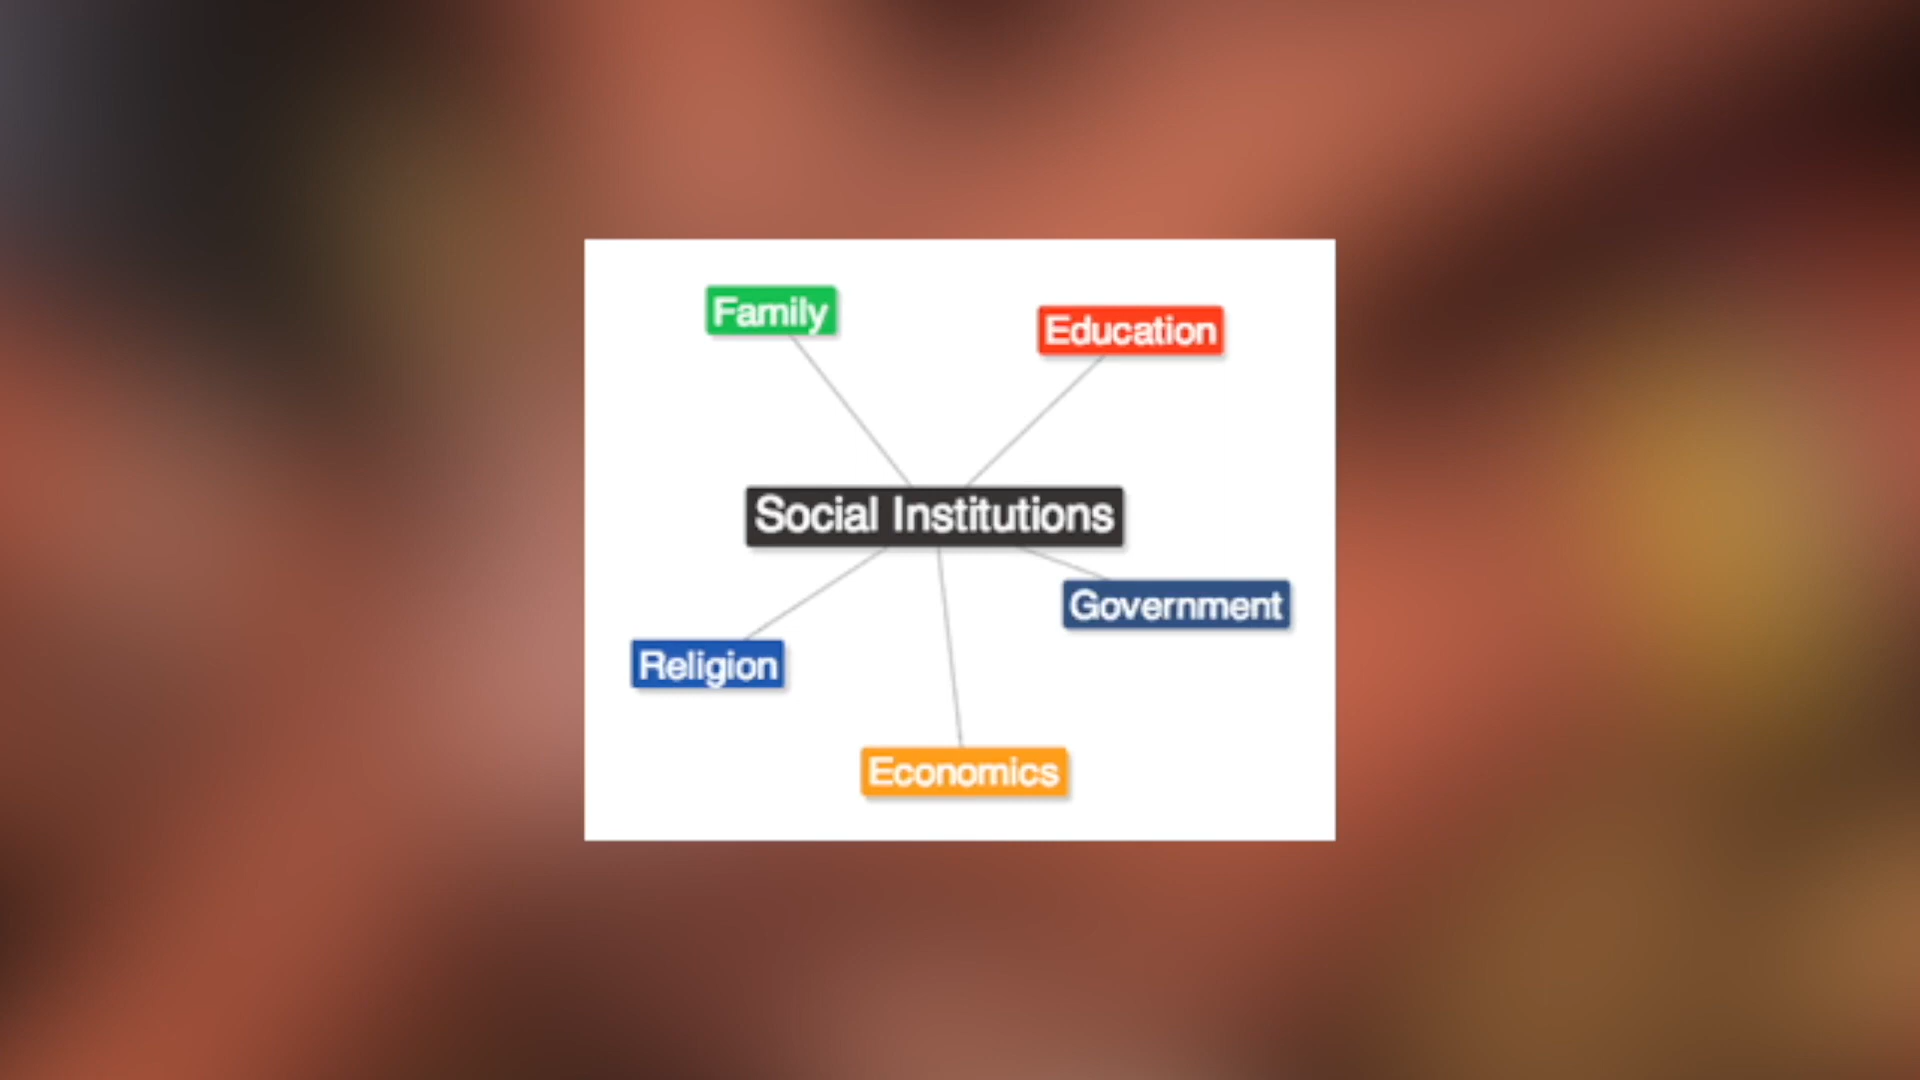 Family
Education
Social Institutions
Government
Religion
Economics